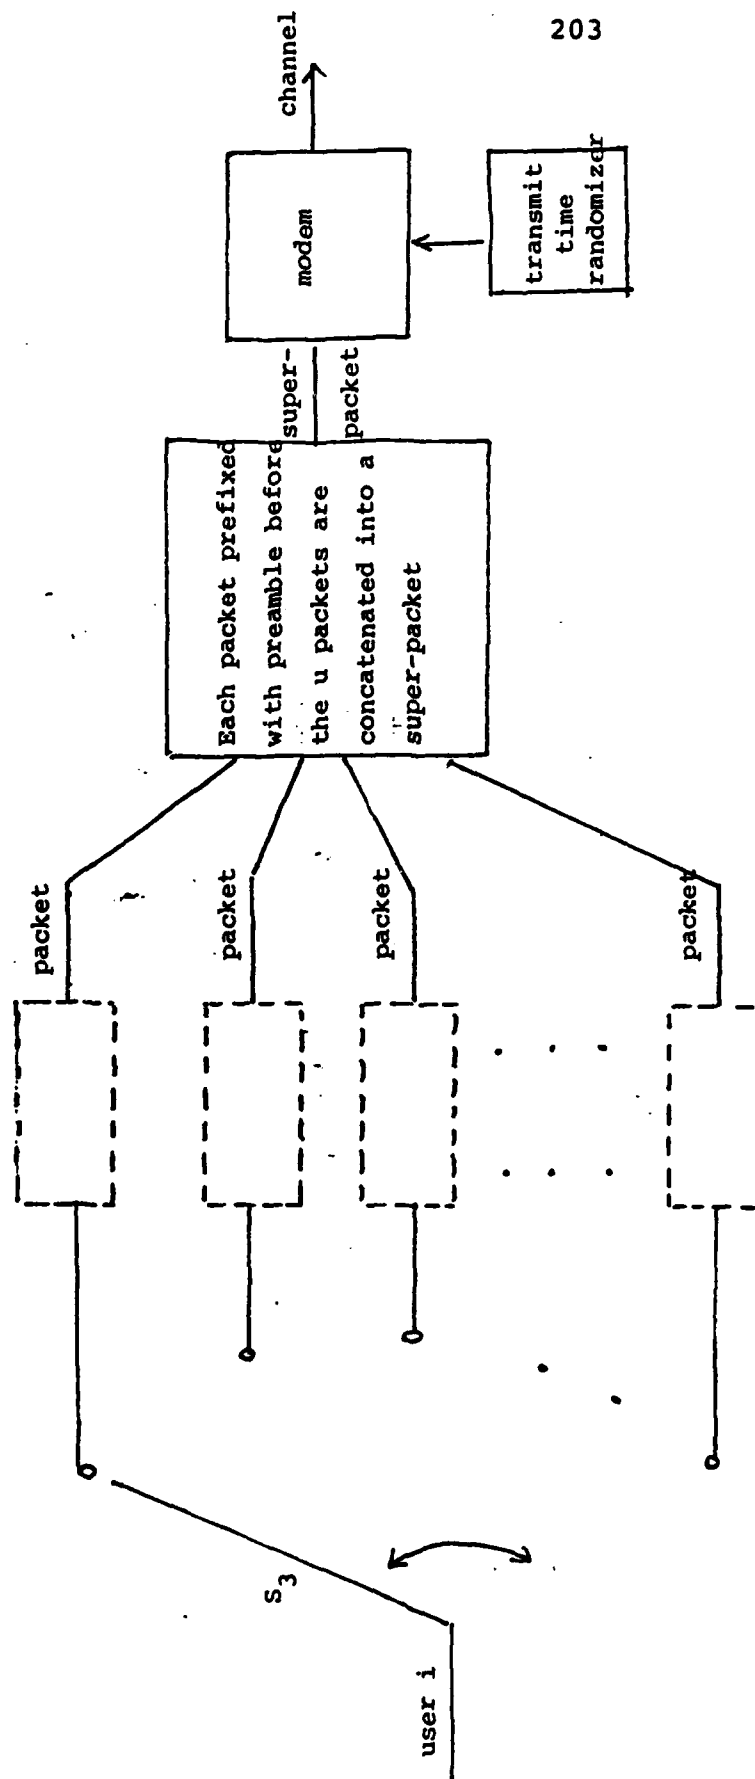 203
user i
S3
packet
packet
packet
packet
Each packet prefixed
with preamble before
the u packets are
concatenated into a
super-packet
super-
packet
modem
channel
transmit
time
randomizer